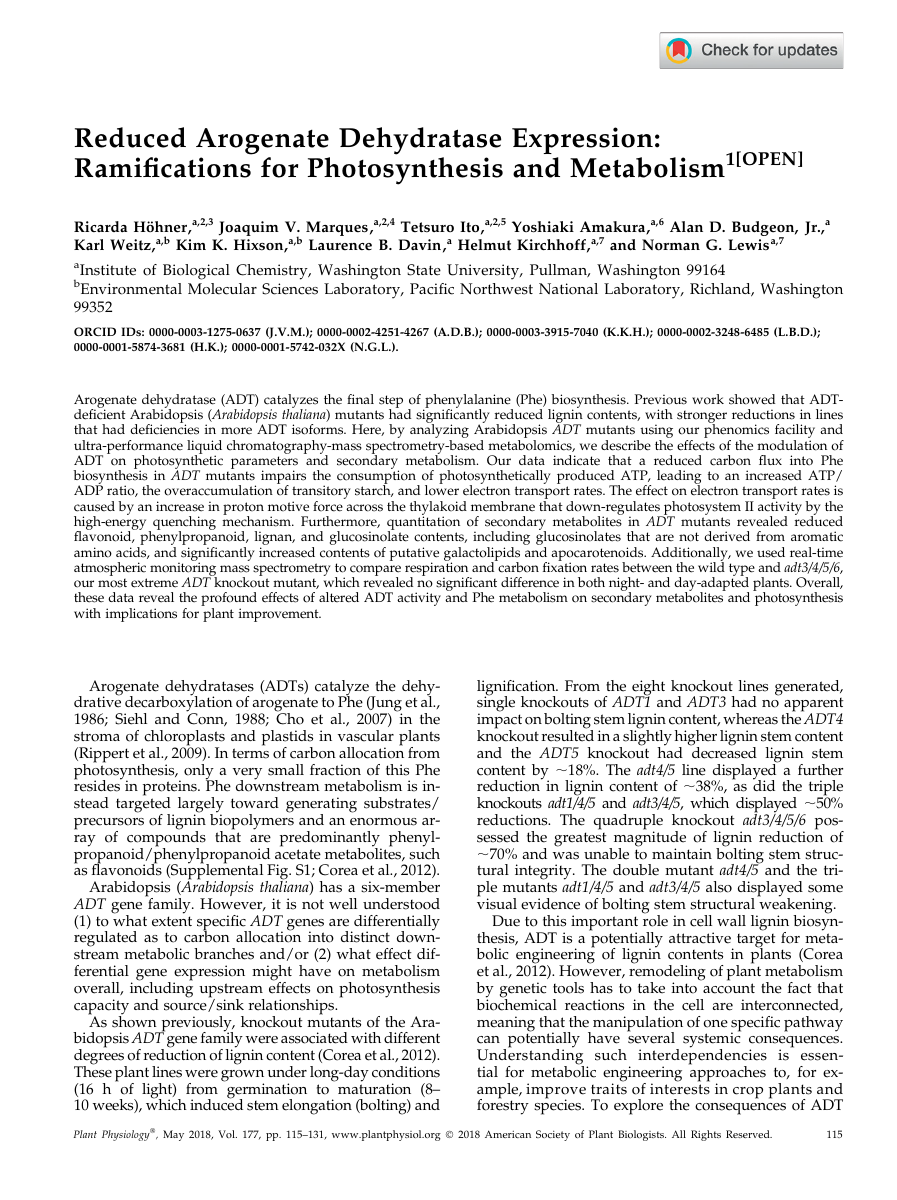 Check for updates
Reduced Arogenate Dehydratase Expression:
Ramifications for Photosynthesis and Metabolism1[OPEN]
Ricarda Höhner,a,2,3 Joaquim V. Marques,a,2,4 Tetsuro Ito,a,2,5 Yoshiaki Amakura,a,6 Alan D. Budgeon, Jr.,a
Karl Weitz,a,b Kim K. Hixson,a,b Laurence B. Davin,a Helmut Kirchhoff,a,7 and Norman G. Lewisa,7
aInstitute of Biological Chemistry, Washington State University, Pullman, Washington 99164
bEnvironmental Molecular Sciences Laboratory, Pacific Northwest National Laboratory, Richland, Washington
99352
ORCID IDs: 0000-0003-1275-0637 (J.V.M.); 0000-0002-4251-4267 (A.D.B.); 0000-0003-3915-7040 (K.K.H.); 0000-0002-3248-6485 (L.B.D.);
0000-0001-5874-3681 (H.K.); 0000-0001-5742-032X (N.G.L.).
Arogenate dehydratase (ADT) catalyzes the final step of phenylalanine (Phe) biosynthesis. Previous work showed that ADT-
deficient Arabidopsis (Arabidopsis thaliana) mutants had significantly reduced lignin contents, with stronger reductions in lines
that had deficiencies in more ADT isoforms. Here, by analyzing Arabidopsis ADT mutants using our phenomics facility and
ultra-performance liquid chromatography-mass spectrometry-based metabolomics, we describe the effects of the modulation of
ADT on photosynthetic parameters and secondary metabolism. Our data indicate that a reduced carbon flux into Phe
biosynthesis in ADT mutants impairs the consumption of photosynthetically produced ATP, leading to an increased ATP/
ADP ratio, the overaccumulation of transitory starch, and lower electron transport rates. The effect on electron transport rates is
caused by an increase in proton motive force across the thylakoid membrane that down-regulates photosystem II activity by the
high-energy quenching mechanism. Furthermore, quantitation of secondary metabolites in ADT mutants revealed reduced
flavonoid, phenylpropanoid, lignan, and glucosinolate contents, including glucosinolates that are not derived from aromatic
amino acids, and significantly increased contents of putative galactolipids and apocarotenoids. Additionally, we used real-time
atmospheric monitoring mass spectrometry to compare respiration and carbon fixation rates between the wild type and adt3/4/5/6,
our most extreme ADT knockout mutant, which revealed no significant difference in both night- and day-adapted plants. Overall,
these data reveal the profound effects of altered ADT activity and Phe metabolism on secondary metabolites and photosynthesis
with implications for plant improvement.
Arogenate dehydratases (ADTs) catalyze the dehy-
drative decarboxylation of arogenate to Phe (Jung et al.,
1986; Siehl and Conn, 1988; Cho et al., 2007) in the
stroma of chloroplasts and plastids in vascular plants
(Rippert et al., 2009). In terms of carbon allocation from
photosynthesis, only a very small fraction of this Phe
resides in proteins. Phe downstream metabolism is in-
stead targeted largely toward generating substrates/
precursors of lignin biopolymers and an enormous ar-
ray of compounds that are predominantly phenyl-
propanoid/phenylpropanoid acetate metabolites, such
as flavonoids (Supplemental Fig. S1; Corea et al., 2012).
Arabidopsis (Arabidopsis thaliana) has a six-member
ADT gene family. However, it is not well understood
(1) to what extent specific ADT genes are differentially
regulated as to carbon allocation into distinct down-
stream metabolic branches and/or (2) what effect dif-
ferential gene expression might have on metabolism
overall, including upstream effects on photosynthesis
capacity and source/sink relationships.
As shown previously, knockout mutants of the Ara-
bidopsis ADT gene family were associated with different
degrees of reduction of lignin content (Corea et al., 2012).
These plant lines were grown under long-day conditions
(16 h of light) from germination to maturation (8–
10 weeks), which induced stem elongation (bolting) and
lignification. From the eight knockout lines generated,
single knockouts of ADT1 and ADT3 had no apparent
impact on bolting stem lignin content, whereas the ADT4
knockout resulted in a slightly higher lignin stem content
and the ADT5 knockout had decreased lignin stem
content by ~18%. The adt4/5 line displayed a further
reduction in lignin content of ~38%, as did the triple
knockouts adt1/4/5 and adt3/4/5, which displayed ~50%
reductions. The quadruple knockout adt3/4/5/6 pos-
sessed the greatest magnitude of lignin reduction of
~70% and was unable to maintain bolting stem struc-
tural integrity. The double mutant adt4/5 and the tri-
ple mutants adt1/4/5 and adt3/4/5 also displayed some
visual evidence of bolting stem structural weakening.
Due to this important role in cell wall lignin biosyn-
thesis, ADT is a potentially attractive target for meta-
bolic engineering of lignin contents in plants (Corea
et al., 2012). However, remodeling of plant metabolism
by genetic tools has to take into account the fact that
biochemical reactions in the cell are interconnected,
meaning that the manipulation of one specific pathway
can potentially have several systemic consequences.
Understanding such interdependencies is essen-
tial for metabolic engineering approaches to, for ex-
ample, improve traits of interests in crop plants and
forestry species. To explore the consequences of ADT
Plant Physiology®, May 2018, Vol. 177, pp. 115–131, www.plantphysiol.org © 2018 American Society of Plant Biologists. All Rights Reserved. 115